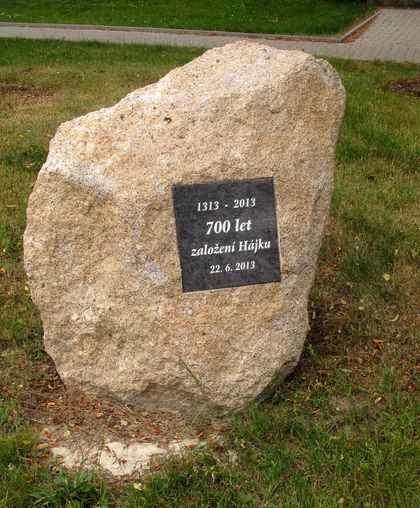 1313 - 2013
700 let
založení Hájku
22. 6. 2013